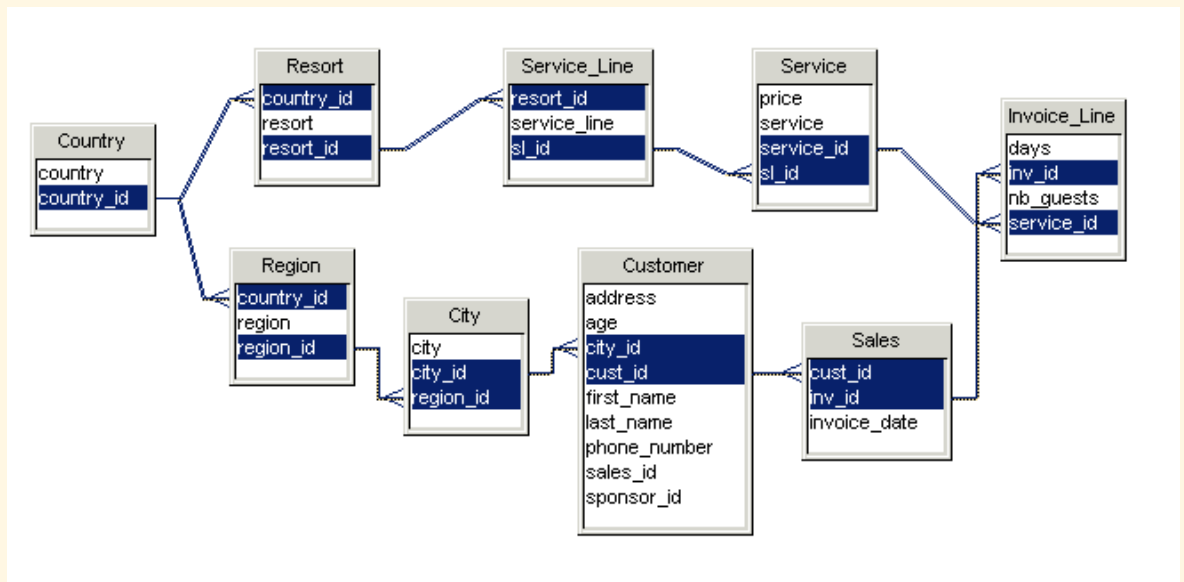 Country
country
country_id
Resort
country_id
resort
resort_id
Service_Line
resort_id
service_line
sl_id
Service
price
service
service_id
sl_id
Invoice_Line
days
inv_id
nb_guests
service_id
Region
country_id
region
region_id
City
city
city_id
region_id
Customer
address
age
city_id
cust_id
first_name
last_name
phone_number
sales_id
sponsor_id
Sales
cust_id
inv_id
invoice_date